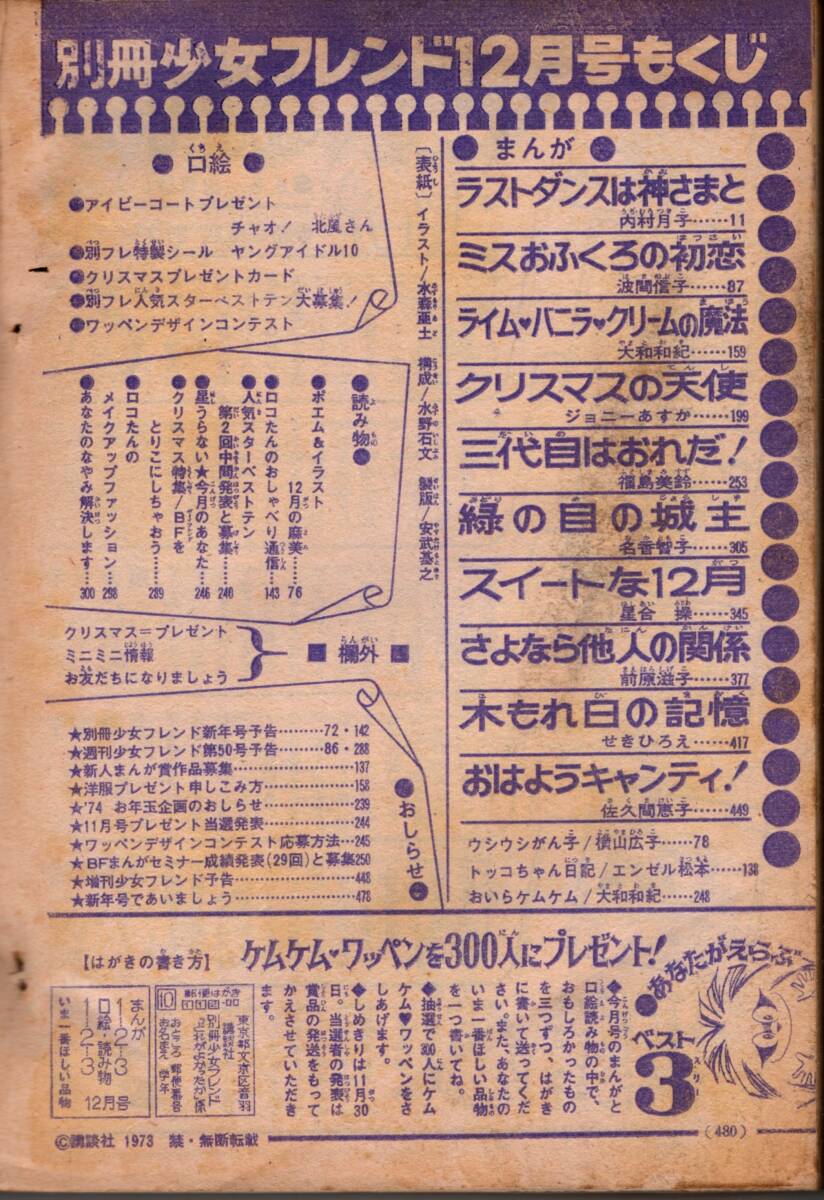 別冊少女フレンド12月号もくじ
●まんが●
ラストダンスは神さまと
内村月子……11
ミスおふくろの初恋
波間信子……87
ライム♥バニラ♥クリームの魔法
大和和紀……159
クリスマスの天使
ジョニーあすか……199
三代目はおれだ！
福島美鈴……253
緑の目の城主
名香智子……305
スイートな12月
星合 操……345
さよなら他人の関係
前原滋子……377
木もれ日の記憶
せきひろえ……417
おはようキャンディ！
佐久間恵子……449
ウシウシがん子/横山広子……78
トッコちゃん日記/エンゼル松本……138
おいらケムケム/大和和紀……248
〔表紙〕イラスト/水森亜土 構成/水野石文 製版/安武基之
●口絵●
●アイビーコートプレゼント
チャオ！ 北風さん
●別フレ特製シール ヤングアイドル10
●クリスマスプレゼントカード
●別フレ人気スターベストテン大募集！
●ワッペンデザインコンテスト
●読み物●
●ポエム&イラスト
12月の麻美…76
●ロコたんのおしゃべり通信…143
●人気スターベストテン
第2回中間発表と募集…240
●星うらない★今月のあなた…246
●クリスマス特集/BFを
とりこにしちゃおう…289
●ロコたんの
メイクアップファッション…298
●あなたのなやみ解決します…300
■欄外■
クリスマス=プレゼント
ミニミニ情報
お友だちになりましょう
●おしらせ●
★別冊少女フレンド新年号予告………72・142
★週刊少女フレンド第50号予告……86・288
★新人まんが賞作品募集……………137
★洋服プレゼント申しこみ方…………158
★'74 お年玉企画のおしらせ…………239
★11月号プレゼント当選発表…………244
★ワッペンデザインコンテスト応募方法…245
★BFまんがセミナー成績発表(29回)と募集250
★増刊少女フレンド予告……………448
★新年号であいましょう……………478
ケムケム♥ワッペンを300人にプレゼント！
●あなたがえらぶ
ベスト3
スリー
◆今月号のまんがと
口絵読み物の中で、
おもしろかったもの
を三つずつ、はがき
に書いて送ってくだ
さい。また、あなたの
いま一番ほしい品物
を一つ書いてね。
◆抽選で300人にケム
ケム♥ワッペンをさ
しあげます。
◆しめきりは11月30
日。当選者の発表は
賞品の発送をもって
かえさせていただき
ます。
【はがきの書き方】
郵便はがき
10
東京都文京区音羽
講談社
別冊少女フレンド
おところ 郵便番号
お名まえ 学年
まんが
1-2-3
口絵・読み物
1-2-3
いま一番ほしい品物
12月号
©講談社 1973 禁・無断転載
(480)